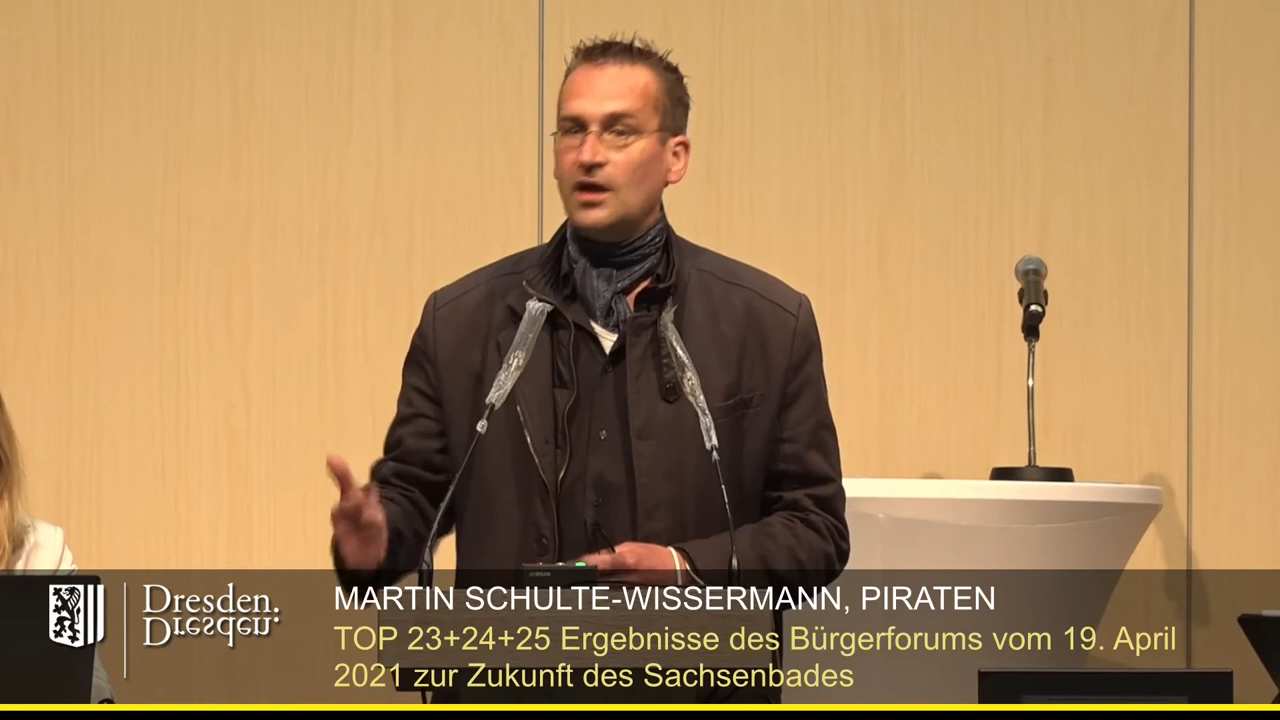 Dresden.
Dresden.
MARTIN SCHULTE-WISSERMANN, PIRATEN
TOP 23+24+25 Ergebnisse des Bürgerforums vom 19. April
2021 zur Zukunft des Sachsenbades